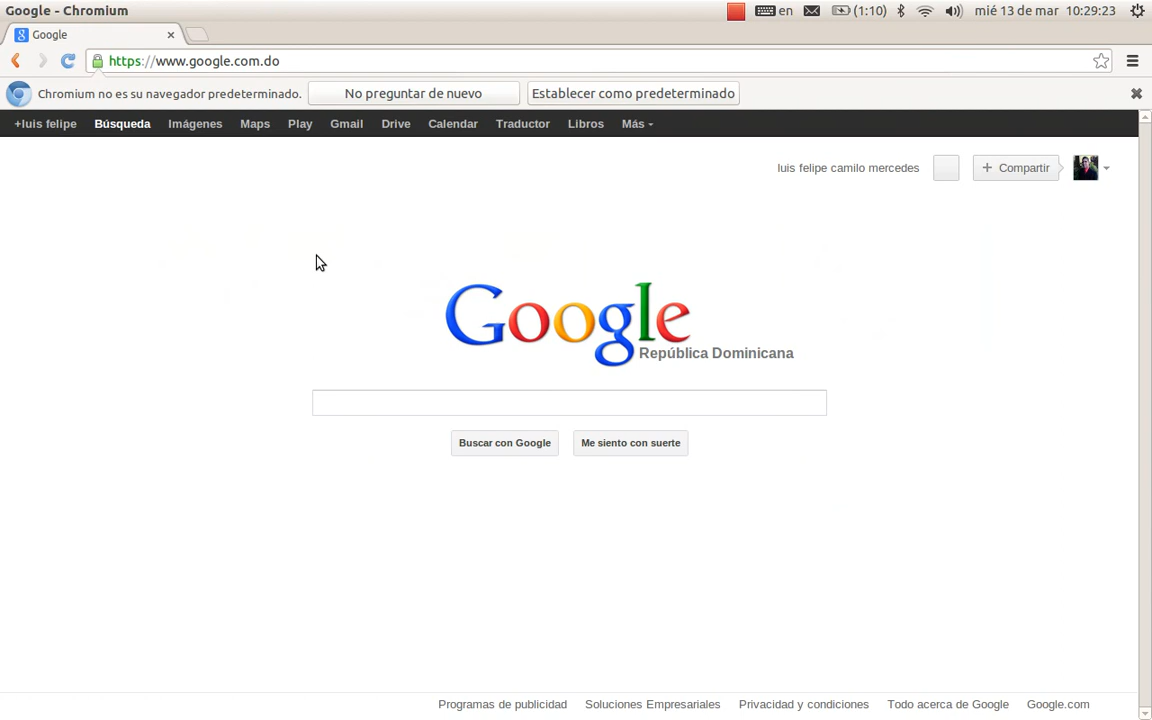 Google - Chromium
en
(1:10)
mié 13 de mar
10:29:23
Google
https://www.google.com.do
Chromium no es su navegador predeterminado.
No preguntar de nuevo
Establecer como predeterminado
+luis felipe
Búsqueda
Imágenes
Maps
Play
Gmail
Drive
Calendar
Traductor
Libros
Más
luis felipe camilo mercedes
+ Compartir
Google
República Dominicana
Buscar con Google
Me siento con suerte
Programas de publicidad
Soluciones Empresariales
Privacidad y condiciones
Todo acerca de Google
Google.com